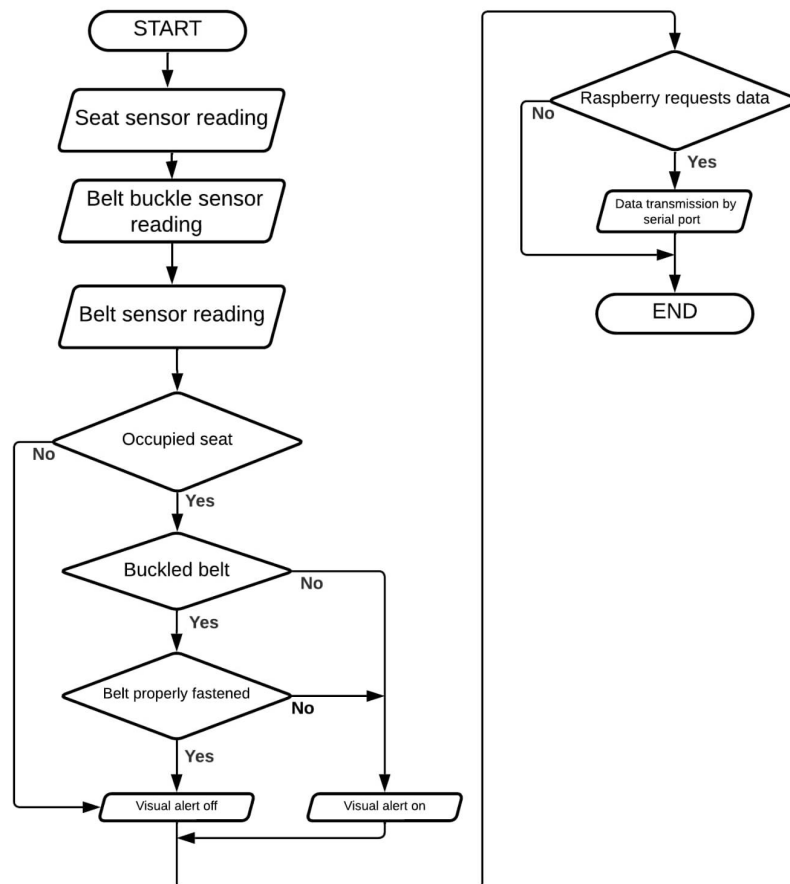 START
Seat sensor reading
Belt buckle sensor
reading
Belt sensor reading
Occupied seat
No
Yes
Buckled belt
No
Yes
Belt properly fastened
No
Yes
Visual alert off
Visual alert on
Raspberry requests data
No
Yes
Data transmission by
serial port
END